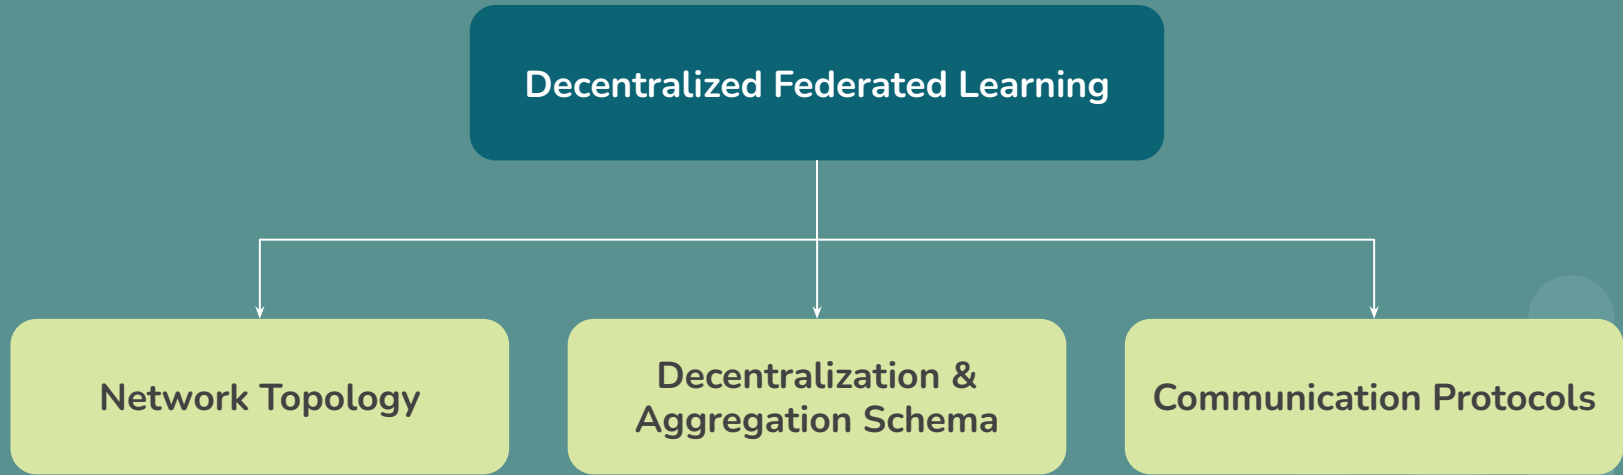 Decentralized Federated Learning
Network Topology
Decentralization &
Aggregation Schema
Communication Protocols